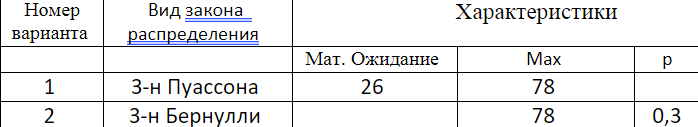 Номер варианта
Вид закона распределения
Характеристики
Мат. Ожидание
Max
p
1
З-н Пуассона
26
78
2
З-н Бернулли
78
0,3